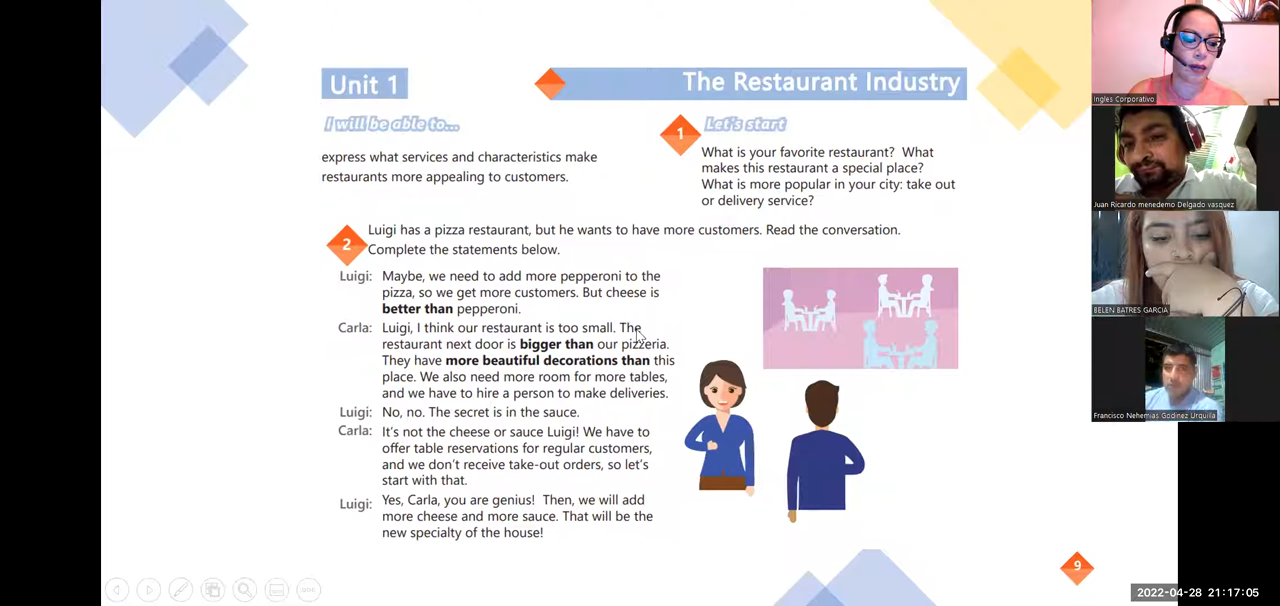 Unit 1
The Restaurant Industry
I will be able to...
express what services and characteristics make
restaurants more appealing to customers.
1
Let's start
What is your favorite restaurant? What
makes this restaurant a special place?
What is more popular in your city: take out
or delivery service?
2
Luigi has a pizza restaurant, but he wants to have more customers. Read the conversation.
Complete the statements below.
Luigi: Maybe, we need to add more pepperoni to the
pizza, so we get more customers. But cheese is
better than pepperoni.
Carla: Luigi, I think our restaurant is too small. The
restaurant next door is bigger than our pizzeria.
They have more beautiful decorations than this
place. We also need more room for more tables,
and we have to hire a person to make deliveries.
Luigi: No, no. The secret is in the sauce.
Carla: It's not the cheese or sauce Luigi! We have to
offer table reservations for regular customers,
and we don't receive take-out orders, so let's
start with that.
Luigi: Yes, Carla, you are genius! Then, we will add
more cheese and more sauce. That will be the
new specialty of the house!
9
Ingles Corporativo
Juan Ricardo menedemo Delgado vasquez
BELEN BATRES GARCIA
Francisco Nehemias Godinez Urquilla
2022-04-28 21:17:05